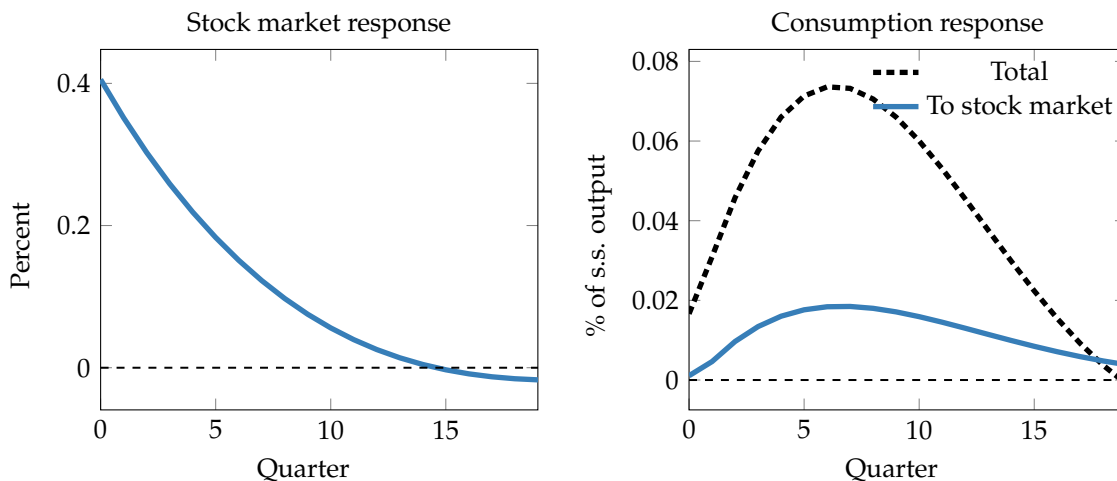 Stock market response
Percent
0.4
0.2
0
0
5
10
15
Quarter
Consumption response
% of s.s. output
0.08
0.06
0.04
0.02
0
Total
To stock market
0
5
10
15
Quarter